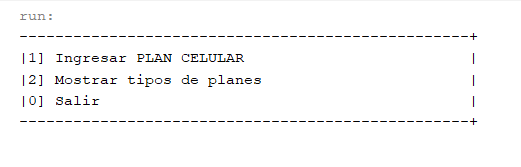 run:
--------------------------------------------------+
|1] Ingresar PLAN CELULAR                         |
|2] Mostrar tipos de planes                       |
|0] Salir                                         |
--------------------------------------------------+